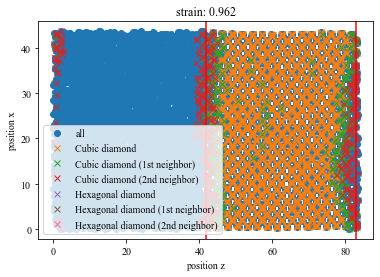 strain: 0.962
position x
40
30
20
10
0
all
Cubic diamond
Cubic diamond (1st neighbor)
Cubic diamond (2nd neighbor)
Hexagonal diamond
Hexagonal diamond (1st neighbor)
Hexagonal diamond (2nd neighbor)
0 20 40 60 80
position z